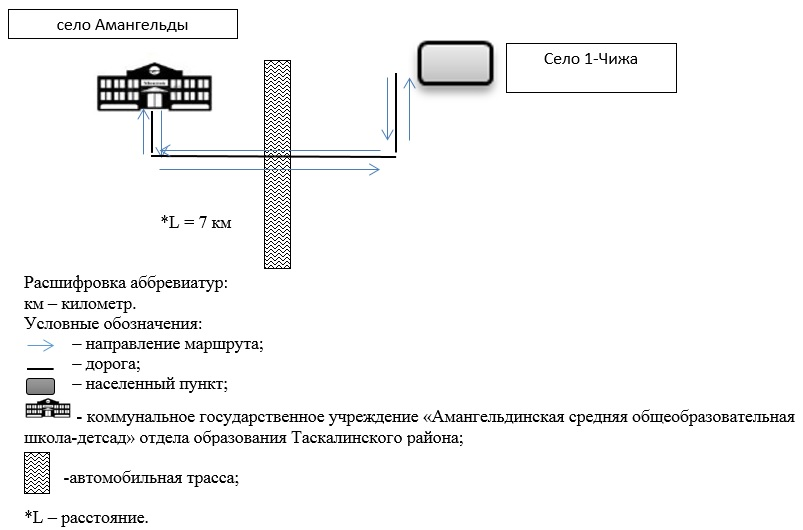 село Амангельды
Село 1-Чижа
*L = 7 км
Расшифровка аббревиатур:
км – километр.
Условные обозначения:
– направление маршрута;
– дорога;
– населенный пункт;
- коммунальное государственное учреждение «Амангельдинская средняя общеобразовательная
школа-детсад» отдела образования Таскалинского района;
-автомобильная трасса;
*L – расстояние.